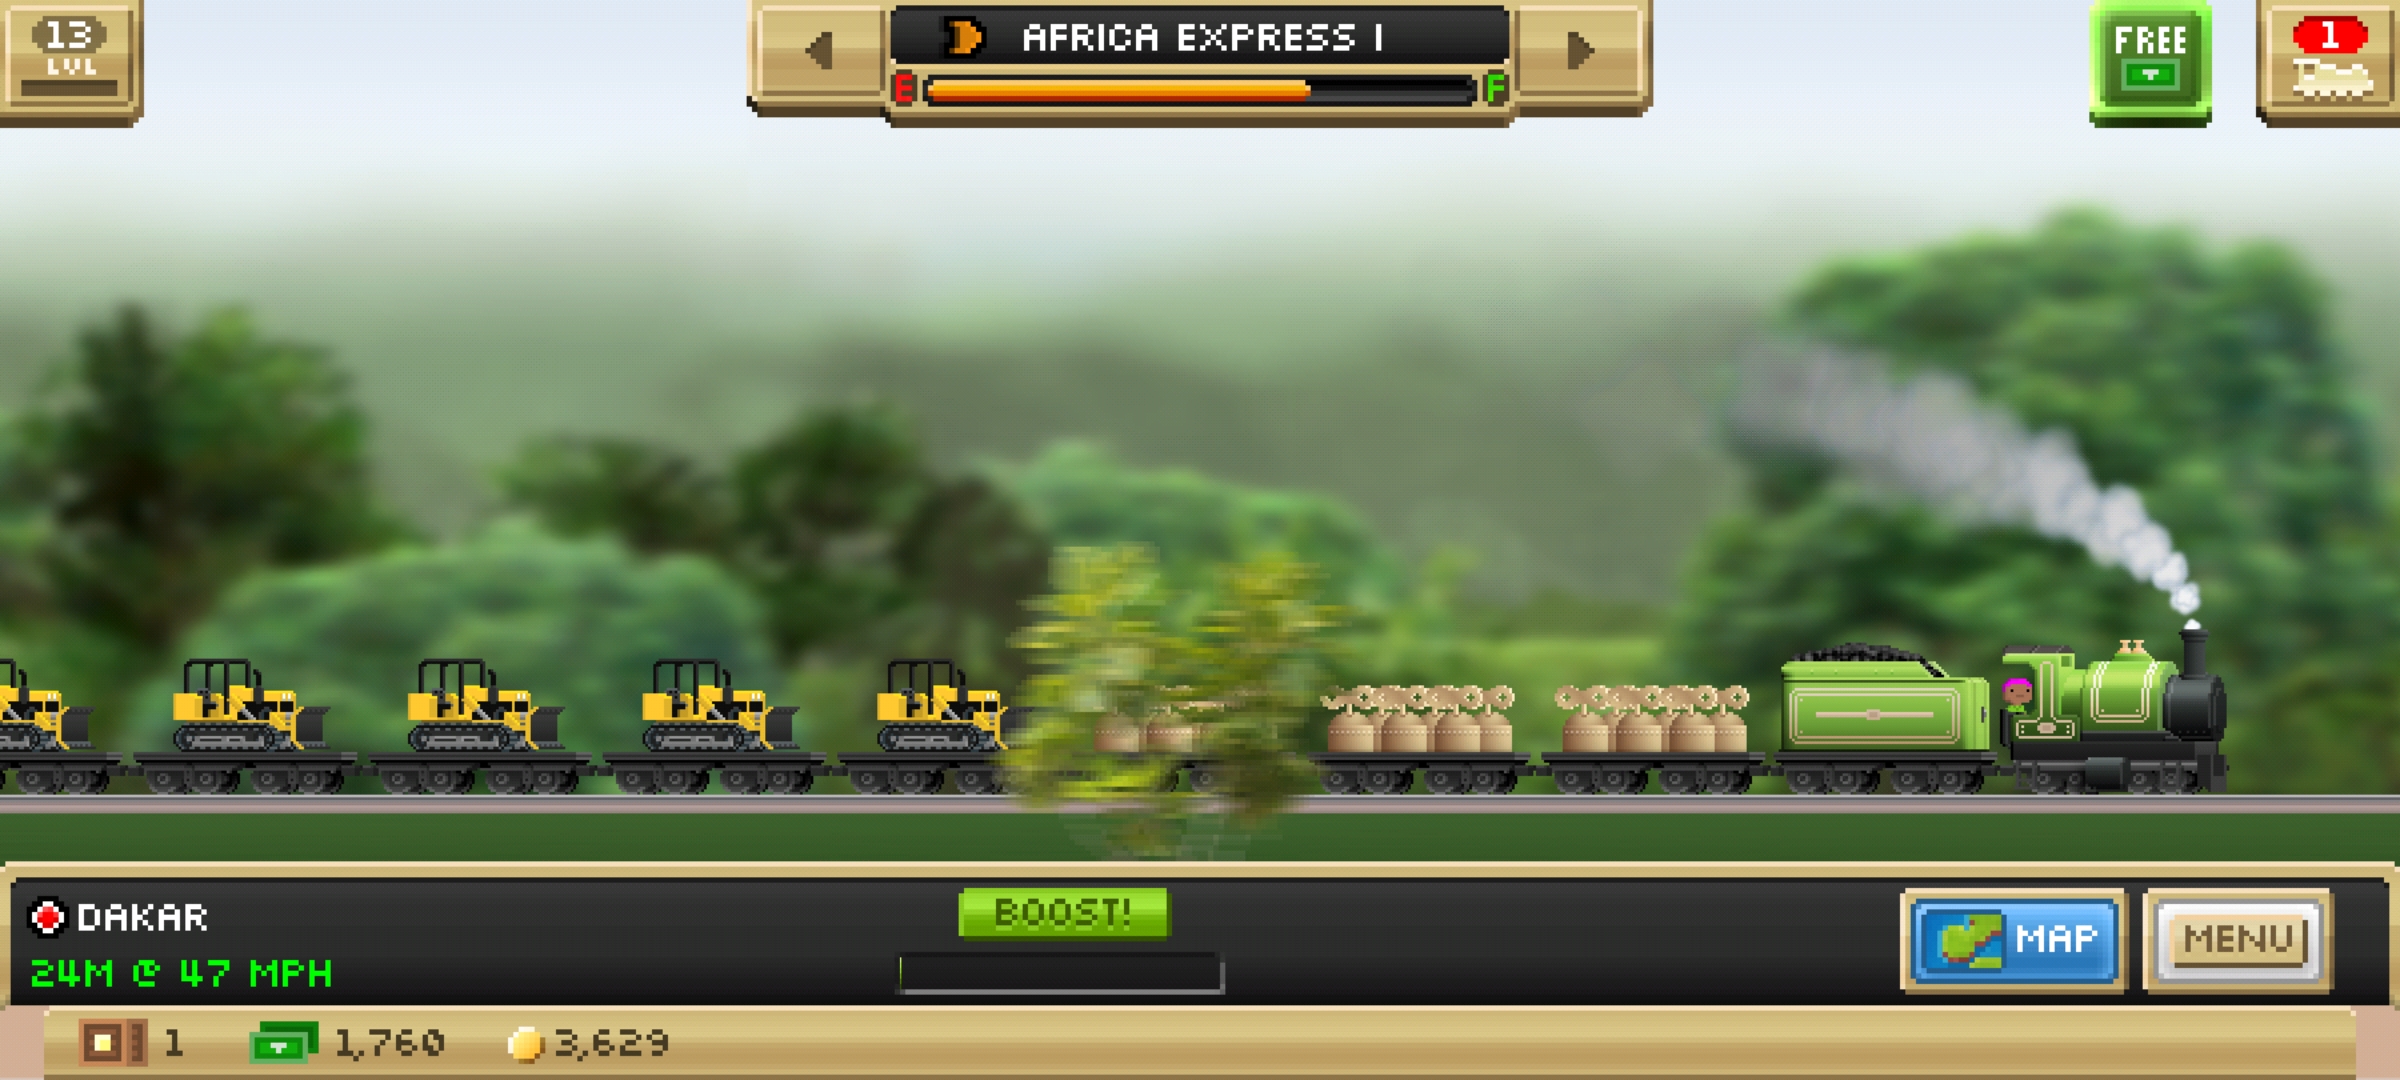 13
LVL
AFRICA EXPRESS I
E F
FREE
1
DAKAR
24M @ 47 MPH
BOOST!
MAP
MENU
1 1,760 3,629